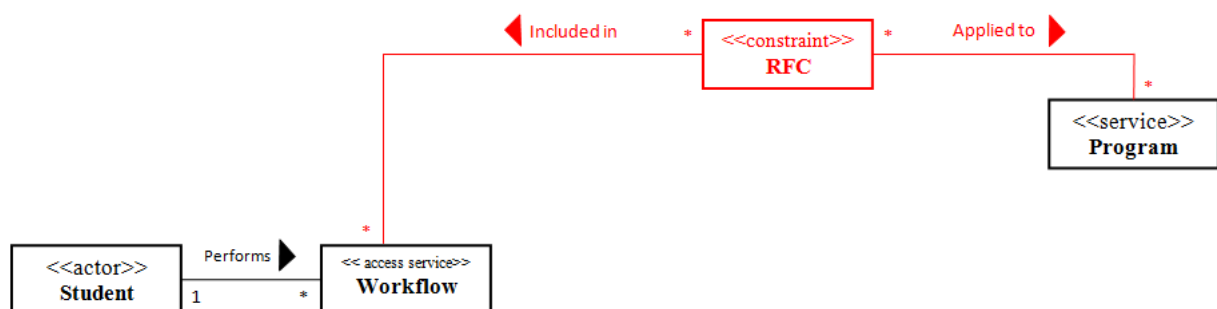 Included in
*
<<constraint>>
RFC
*
Applied to
*
<<service>>
Program
*
<<actor>>
Student
Performs
1
*
<< access service>>
Workflow